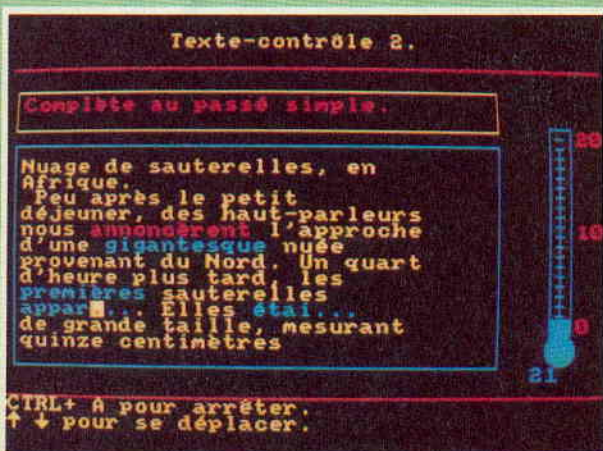 Texte-contrôle 2.
Complète au passé simple.
Nuage de sauterelles, en
Afrique.
Peu après le petit
déjeuner, des haut-parleurs
nous annoncèrent l'approche
d'une gigantesque nuée
provenant du Nord. Un quart
d'heure plus tard, les
premières sauterelles
appar... Elles étai...
de grande taille, mesurant
quinze centimètres
20
10
0
21
CTRL+ A pour arrêter.
↑ ↓ pour se déplacer.